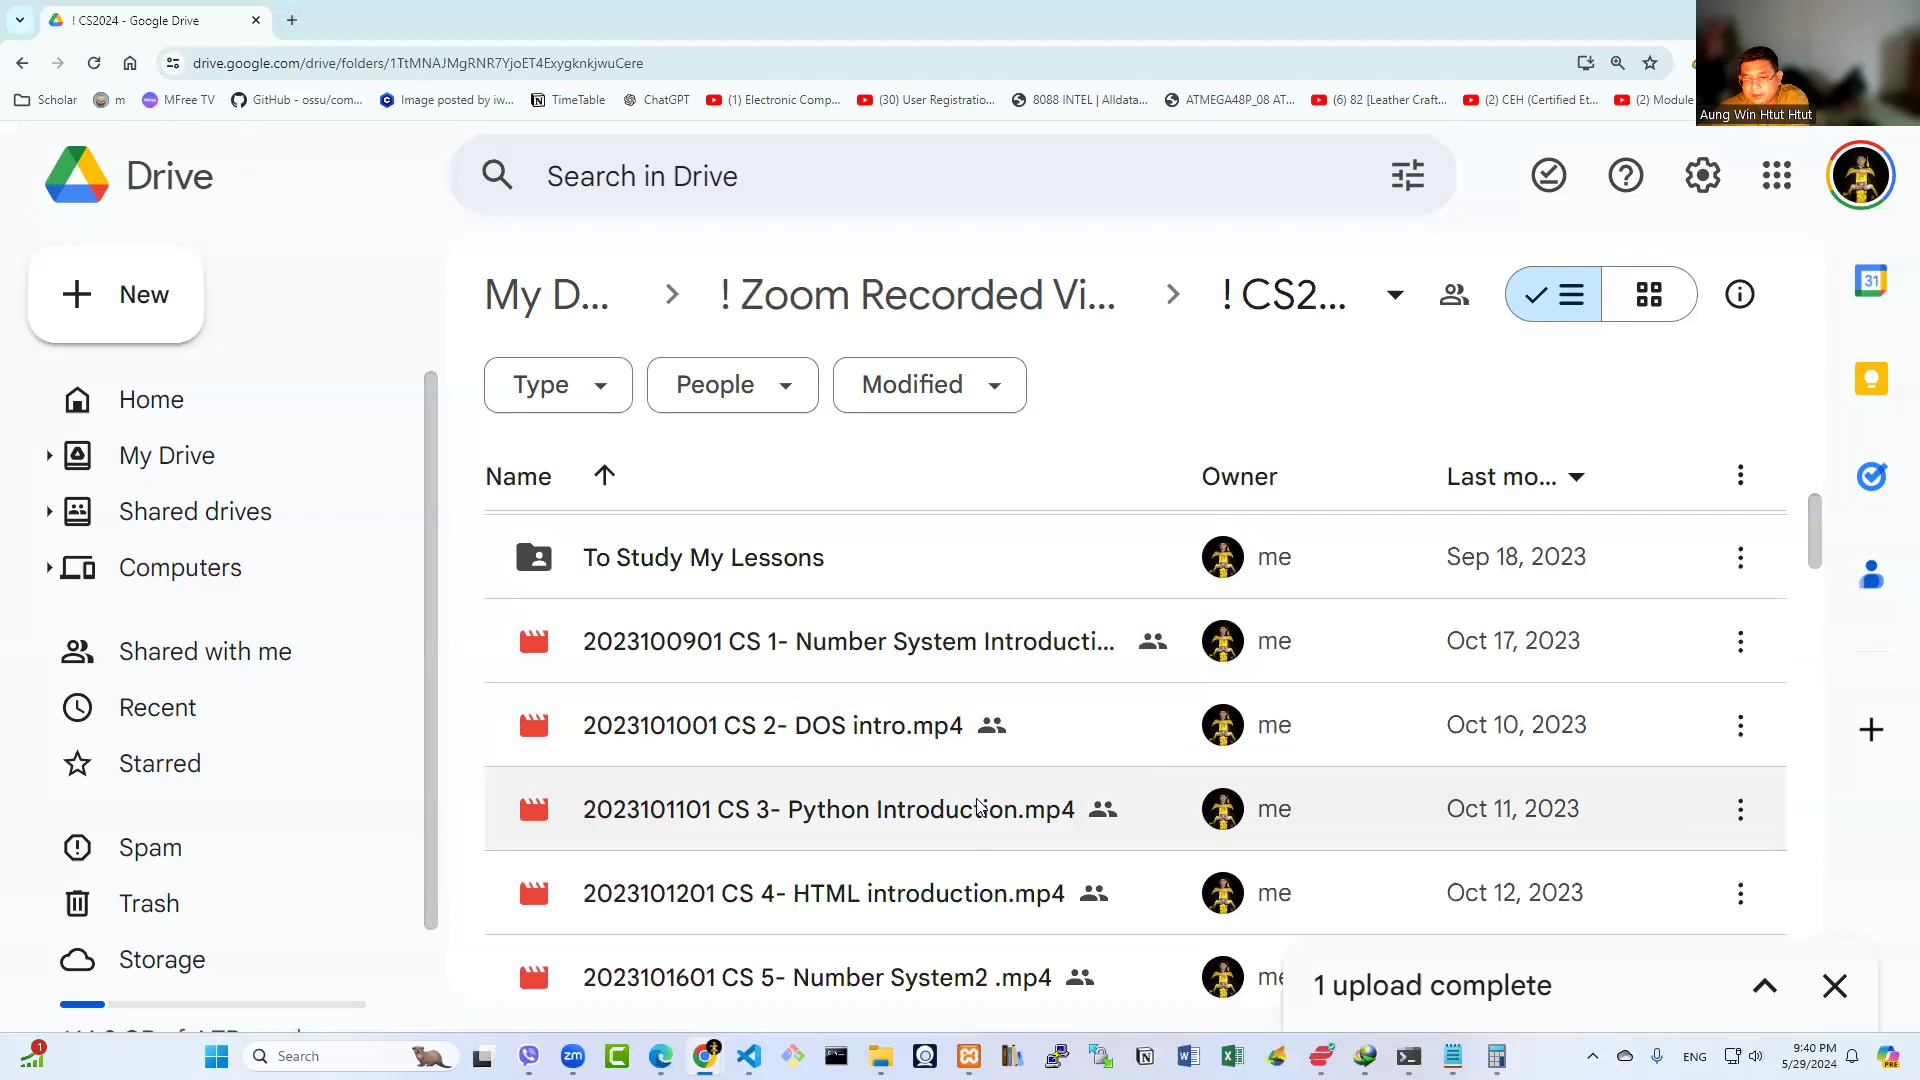 ! CS2024 - Google Drive
drive.google.com/drive/folders/1TtMNAJMgRNR7YjoET4ExygknkjwuCere
Scholar
m
MFree TV
GitHub - ossu/com...
Image posted by iw...
TimeTable
ChatGPT
(1) Electronic Comp...
(30) User Registratio...
8088 INTEL | Alldata...
ATMEGA48P_08 AT...
(6) 82 [Leather Craft...
(2) CEH (Certified Et...
(2) Module
Aung Win Htut Htut
Drive
Search in Drive
New
My D...
! Zoom Recorded Vi...
! CS2...
31
Type
People
Modified
Home
My Drive
Shared drives
Computers
Shared with me
Recent
Starred
Spam
Trash
Storage
Name
Owner
Last mo...
To Study My Lessons
me
Sep 18, 2023
2023100901 CS 1- Number System Introducti...
me
Oct 17, 2023
2023101001 CS 2- DOS intro.mp4
me
Oct 10, 2023
2023101101 CS 3- Python Introduction.mp4
me
Oct 11, 2023
2023101201 CS 4- HTML introduction.mp4
me
Oct 12, 2023
2023101601 CS 5- Number System2 .mp4
1 upload complete
1
Search
zm
ENG
9:40 PM
5/29/2024
PRE